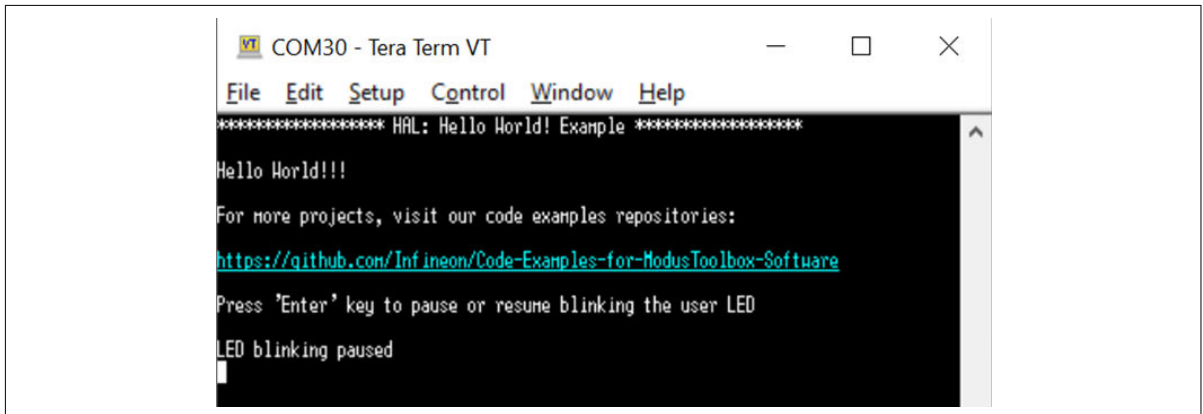 COM30 - Tera Term VT
File Edit Setup Control Window Help
******************* HAL: Hello World! Example *******************
Hello World!!!
For more projects, visit our code examples repositories:
https://github.com/Infineon/Code-Examples-for-ModusToolbox-Software
Press 'Enter' key to pause or resume blinking the user LED
LED blinking paused